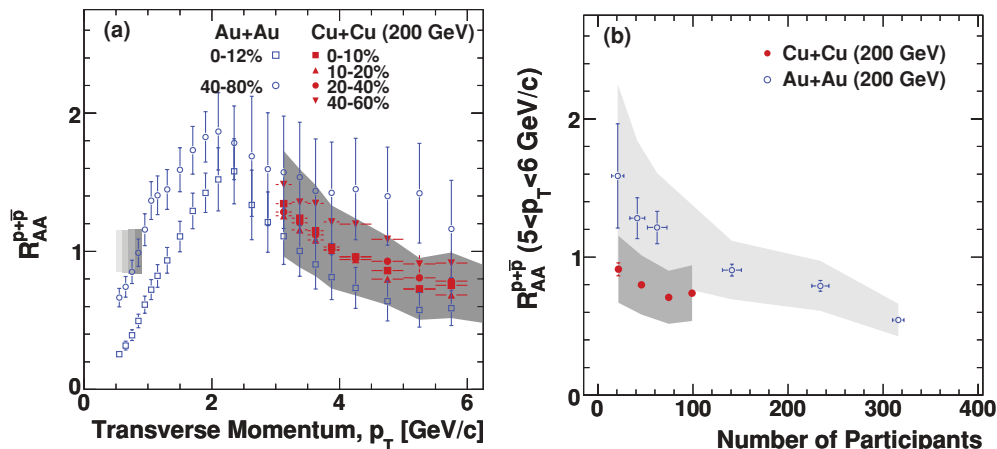 (a)
Au+Au
0-12%
40-80%
Cu+Cu (200 GeV)
0-10%
10-20%
20-40%
40-60%
2
1
0
0 2 4 6
R_AA^{p+p̅}
Transverse Momentum, p_T [GeV/c]
(b)
Cu+Cu (200 GeV)
Au+Au (200 GeV)
2
1
0
0 100 200 300 400
R_AA^{p+p̅} (5<p_T<6 GeV/c)
Number of Participants